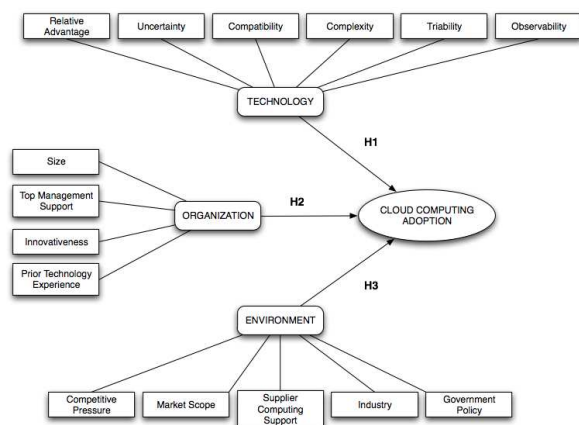 Relative
Advantage
Uncertainty
Compatibility
Complexity
Triability
Observability
TECHNOLOGY
H1
Size
Top Management
Support
Innovativeness
Prior Technology
Experience
ORGANIZATION
H2
CLOUD COMPUTING
ADOPTION
H3
ENVIRONMENT
Competitive
Pressure
Market Scope
Supplier
Computing
Support
Industry
Government
Policy